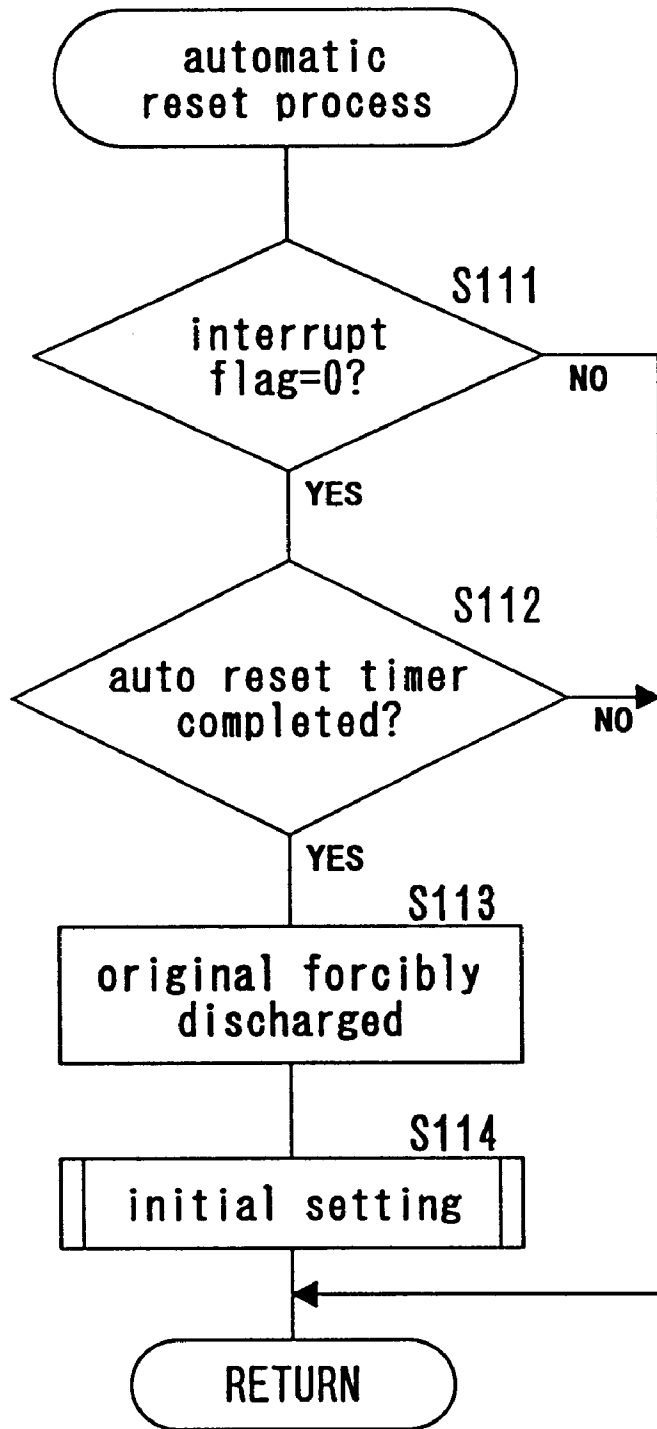 automatic
reset process
S111
interrupt
flag=0?
NO
YES
S112
auto reset timer
completed?
NO
YES
S113
original forcibly
discharged
S114
initial setting
RETURN